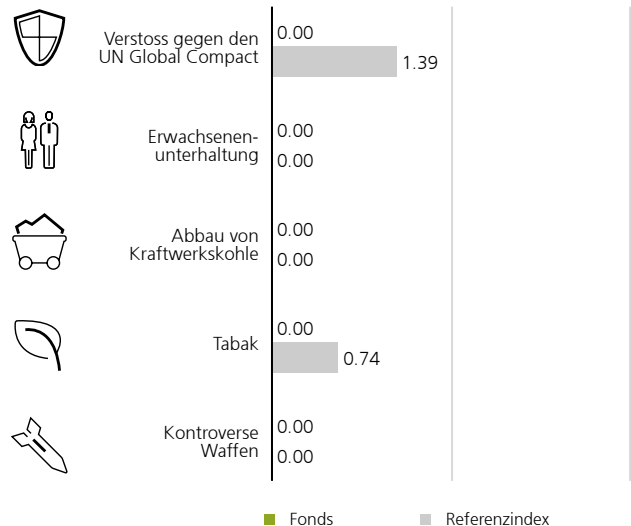 0.00
Verstoss gegen den
UN Global Compact
1.39
0.00
Erwachsenen-
unterhaltung
0.00
0.00
Abbau von
Kraftwerkskohle
0.00
0.00
Tabak
0.74
0.00
Kontroverse
Waffen
0.00
Fonds
Referenzindex